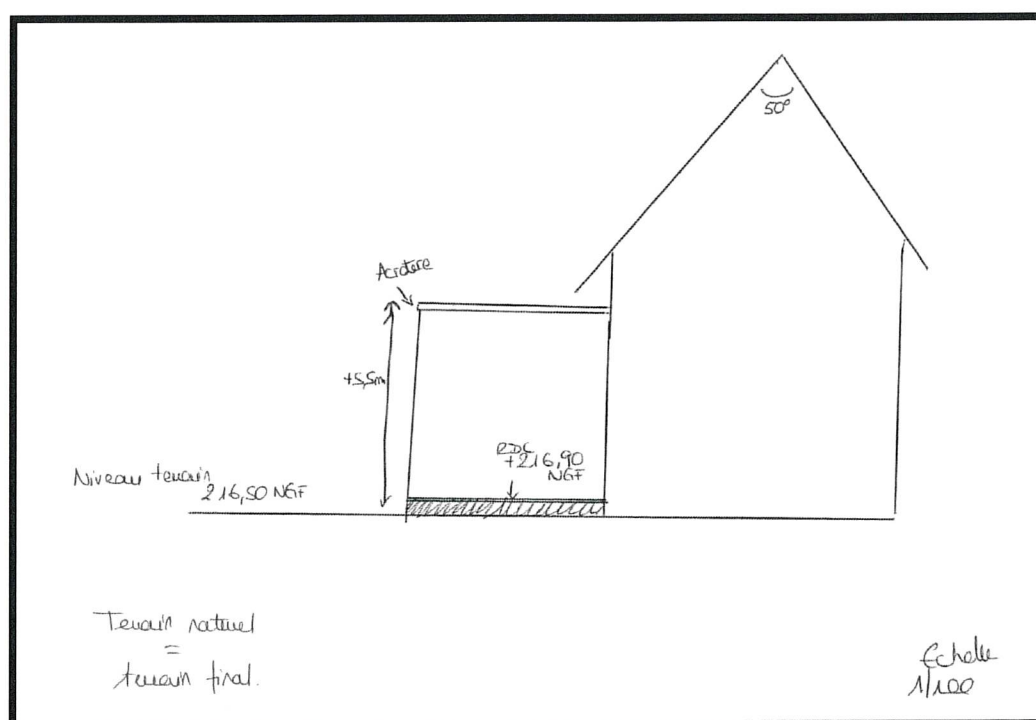 50°
Acrotère
+5,5m
RDC
+216,90
NGF
Niveau terrain
216,50 NGF
Terrain naturel
=
terrain final.
Echelle
1/100